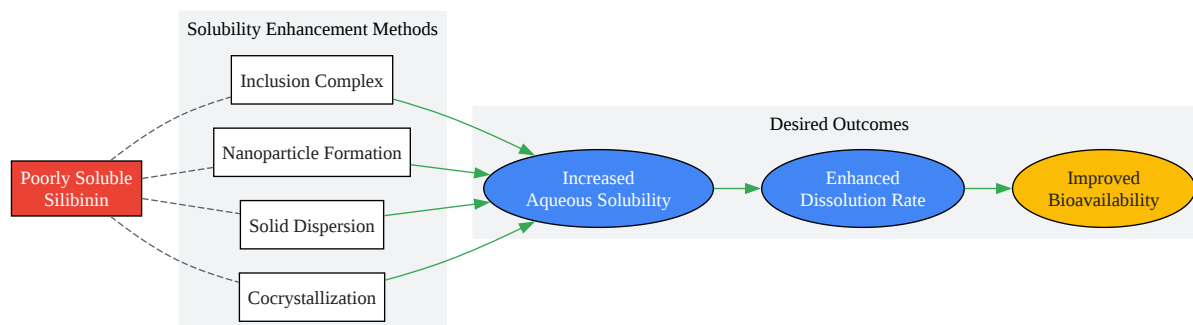 Solubility Enhancement Methods
Inclusion Complex
Nanoparticle Formation
Poorly Soluble
Silibinin
Solid Dispersion
Cocrystallization
Desired Outcomes
Increased
Aqueous Solubility
Enhanced
Dissolution Rate
Improved
Bioavailability